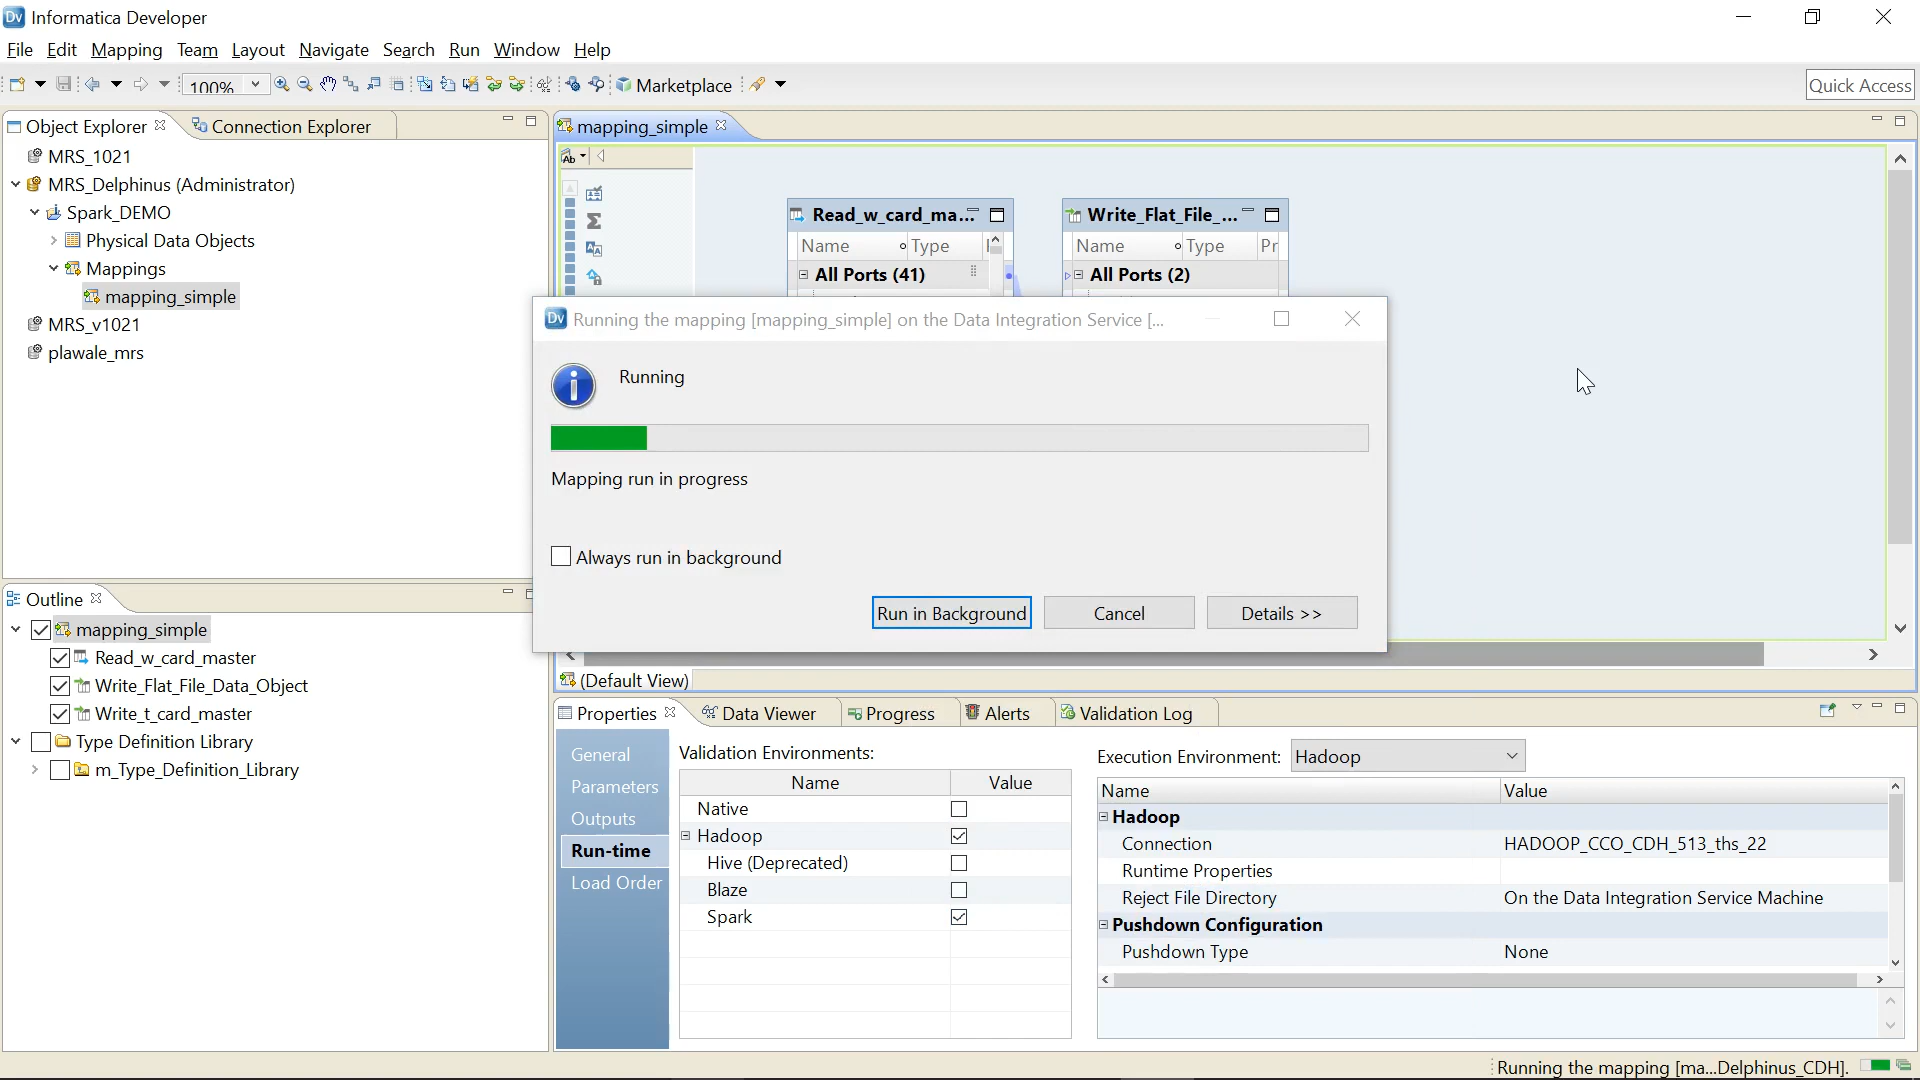 Dv Informatica Developer
File Edit Mapping Team Layout Navigate Search Run Window Help
100% Marketplace Quick Access
Object Explorer Connection Explorer
MRS_1021
MRS_Delphinus (Administrator)
Spark_DEMO
Physical Data Objects
Mappings
mapping_simple
MRS_v1021
plawale_mrs
Outline
mapping_simple
Read_w_card_master
Write_Flat_File_Data_Object
Write_t_card_master
Type Definition Library
m_Type_Definition_Library
mapping_simple
Ab
Read_w_card_ma...
Name Type
All Ports (41)
Write_Flat_File_...
Name Type Pr
All Ports (2)
Dv Running the mapping [mapping_simple] on the Data Integration Service [...
Running
Mapping run in progress
Always run in background
Run in Background Cancel Details >>
(Default View)
Properties Data Viewer Progress Alerts Validation Log
General
Parameters
Outputs
Run-time
Load Order
Validation Environments:
Name Value
Native
Hadoop
Hive (Deprecated)
Blaze
Spark
Execution Environment: Hadoop
Name Value
Hadoop
Connection HADOOP_CCO_CDH_513_ths_22
Runtime Properties
Reject File Directory On the Data Integration Service Machine
Pushdown Configuration
Pushdown Type None
Running the mapping [ma...Delphinus_CDH].